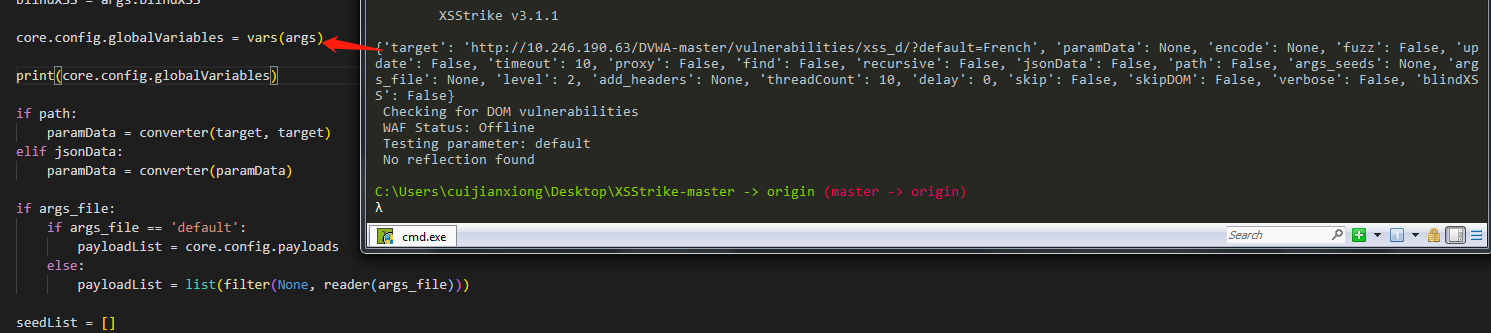 blindXSS = args.blindXSS
core.config.globalVariables = vars(args)
print(core.config.globalVariables)
if path:
    paramData = converter(target, target)
elif jsonData:
    paramData = converter(paramData)
if args_file:
    if args_file == 'default':
        payloadList = core.config.payloads
    else:
        payloadList = list(filter(None, reader(args_file)))
seedList = []
XSStrike v3.1.1
{'target': 'http://10.246.190.63/DVWA-master/vulnerabilities/xss_d/?default=French', 'paramData': None, 'encode': None, 'fuzz': False, 'up
date': False, 'timeout': 10, 'proxy': False, 'find': False, 'recursive': False, 'jsonData': False, 'path': False, 'args_seeds': None, 'arg
s_file': None, 'level': 2, 'add_headers': None, 'threadCount': 10, 'delay': 0, 'skip': False, 'skipDOM': False, 'verbose': False, 'blindXS
S': False}
Checking for DOM vulnerabilities
WAF Status: Offline
Testing parameter: default
No reflection found
C:\Users\cuijianxiong\Desktop\XSStrike-master -> origin (master -> origin)
λ
cmd.exe
Search